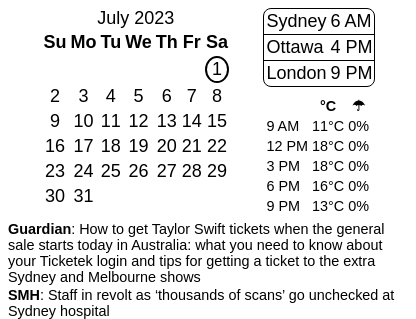 July 2023
Su Mo Tu We Th Fr Sa
1
2 3 4 5 6 7 8
9 10 11 12 13 14 15
16 17 18 19 20 21 22
23 24 25 26 27 28 29
30 31
Sydney 6 AM
Ottawa 4 PM
London 9 PM
°C ☂
9 AM 11°C 0%
12 PM 18°C 0%
3 PM 18°C 0%
6 PM 16°C 0%
9 PM 13°C 0%
Guardian: How to get Taylor Swift tickets when the general
sale starts today in Australia: what you need to know about
your Ticketek login and tips for getting a ticket to the extra
Sydney and Melbourne shows
SMH: Staff in revolt as ‘thousands of scans’ go unchecked at
Sydney hospital